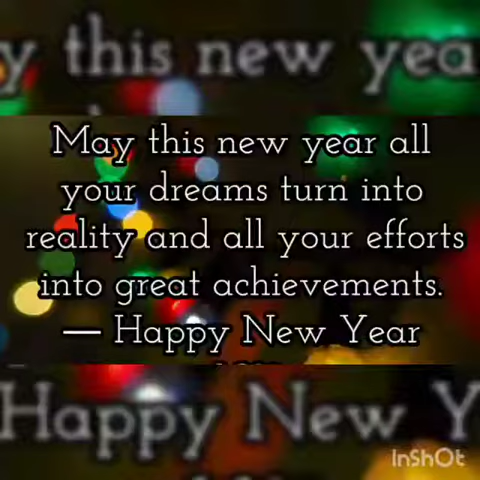 y this new yea
May this new year all
your dreams turn into
reality and all your efforts
into great achievements.
— Happy New Year
Happy New Y
InShOt